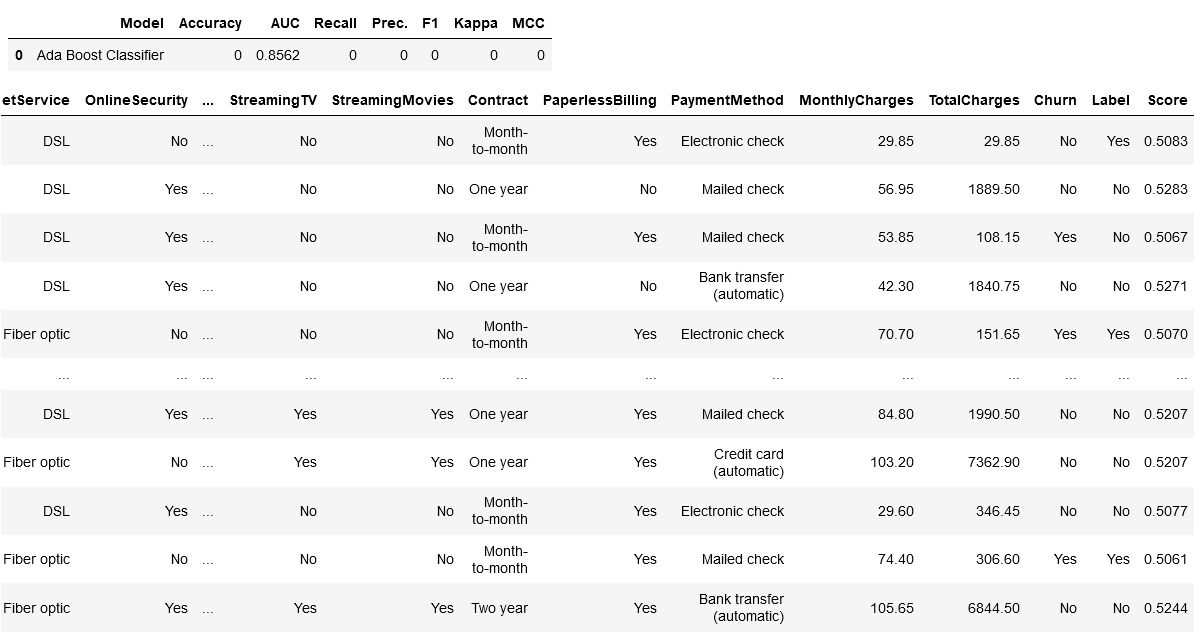 Model Accuracy AUC Recall Prec. F1 Kappa MCC
0 Ada Boost Classifier 0 0.8562 0 0 0 0 0
etService OnlineSecurity ... StreamingTV StreamingMovies Contract PaperlessBilling PaymentMethod MonthlyCharges TotalCharges Churn Label Score
DSL No ... No No Month-
to-month Yes Electronic check 29.85 29.85 No Yes 0.5083
DSL Yes ... No No One year No Mailed check 56.95 1889.50 No No 0.5283
DSL Yes ... No No Month-
to-month Yes Mailed check 53.85 108.15 Yes No 0.5067
DSL Yes ... No No One year No Bank transfer
(automatic) 42.30 1840.75 No No 0.5271
Fiber optic No ... No No Month-
to-month Yes Electronic check 70.70 151.65 Yes Yes 0.5070
... ... ... ... ... ... ... ... ... ... ... ... ...
DSL Yes ... Yes Yes One year Yes Mailed check 84.80 1990.50 No No 0.5207
Fiber optic No ... Yes Yes One year Yes Credit card
(automatic) 103.20 7362.90 No No 0.5207
DSL Yes ... No No Month-
to-month Yes Electronic check 29.60 346.45 No No 0.5077
Fiber optic No ... No No Month-
to-month Yes Mailed check 74.40 306.60 Yes Yes 0.5061
Fiber optic Yes ... Yes Yes Two year Yes Bank transfer
(automatic) 105.65 6844.50 No No 0.5244